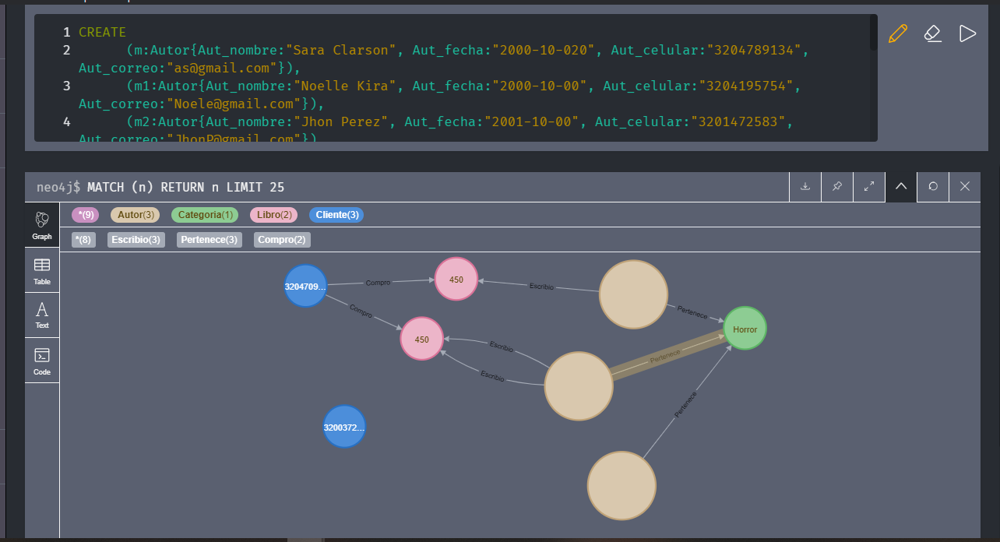 1 CREATE
2 (m:Autor{Aut_nombre:"Sara Clarson", Aut_fecha:"2000-10-020", Aut_celular:"3204789134",
Aut_correo:"as@gmail.com"}),
3 (m1:Autor{Aut_nombre:"Noelle Kira", Aut_fecha:"2000-10-00", Aut_celular:"3204195754",
Aut_correo:"Noele@gmail.com"}),
4 (m2:Autor{Aut_nombre:"Jhon Perez", Aut_fecha:"2001-10-00", Aut_celular:"3201472583",
Aut_correo:"JhonP@gmail.com"})
neo4j$ MATCH (n) RETURN n LIMIT 25
*(9) Autor(3) Categoria(1) Libro(2) Cliente(3)
*(8) Escribio(3) Pertenece(3) Compro(2)
Graph
Table
Text
Code
3204709...
Compro
450
Escribio
Pertenece
Compro
Horror
450
Escribio
Pertenece
Escribio
Pertenece
3200372...